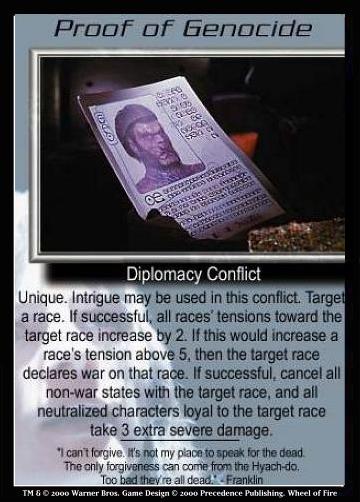 Proof of Genocide
Diplomacy Conflict
Unique. Intrigue may be used in this conflict. Target
a race. If successful, all races' tensions toward the
target race increase by 2. If this would increase a
race's tension above 5, then the target race
declares war on that race. If successful, cancel all
non-war states with the target race, and all
neutralized characters loyal to the target race
take 3 extra severe damage.
"I can't forgive. It's not my place to speak for the dead.
The only forgiveness can come from the Hyach-do.
Too bad they're all dead." - Franklin
TM & © 2000 Warner Bros. Game Design © 2000 Precedence Publishing. Wheel of Fire